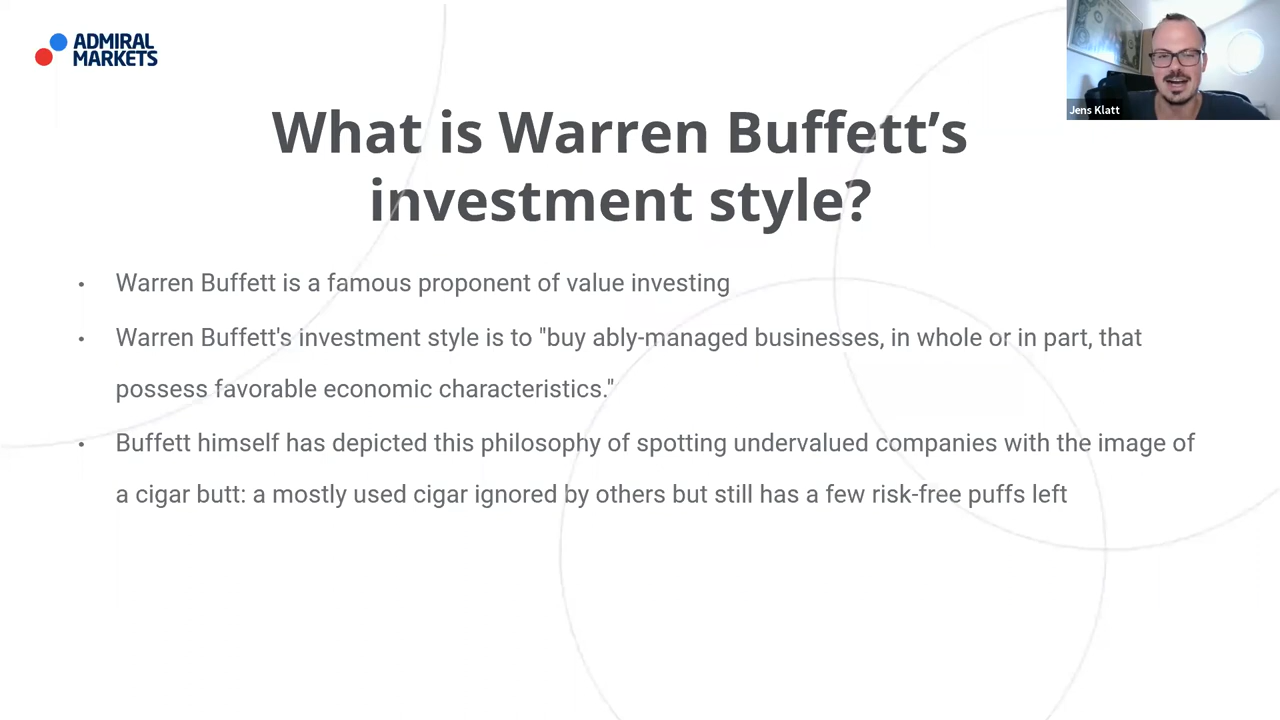 ADMIRAL
MARKETS
Jens Klatt
What is Warren Buffett’s
investment style?
• Warren Buffett is a famous proponent of value investing
• Warren Buffett's investment style is to "buy ably-managed businesses, in whole or in part, that
possess favorable economic characteristics."
• Buffett himself has depicted this philosophy of spotting undervalued companies with the image of
a cigar butt: a mostly used cigar ignored by others but still has a few risk-free puffs left